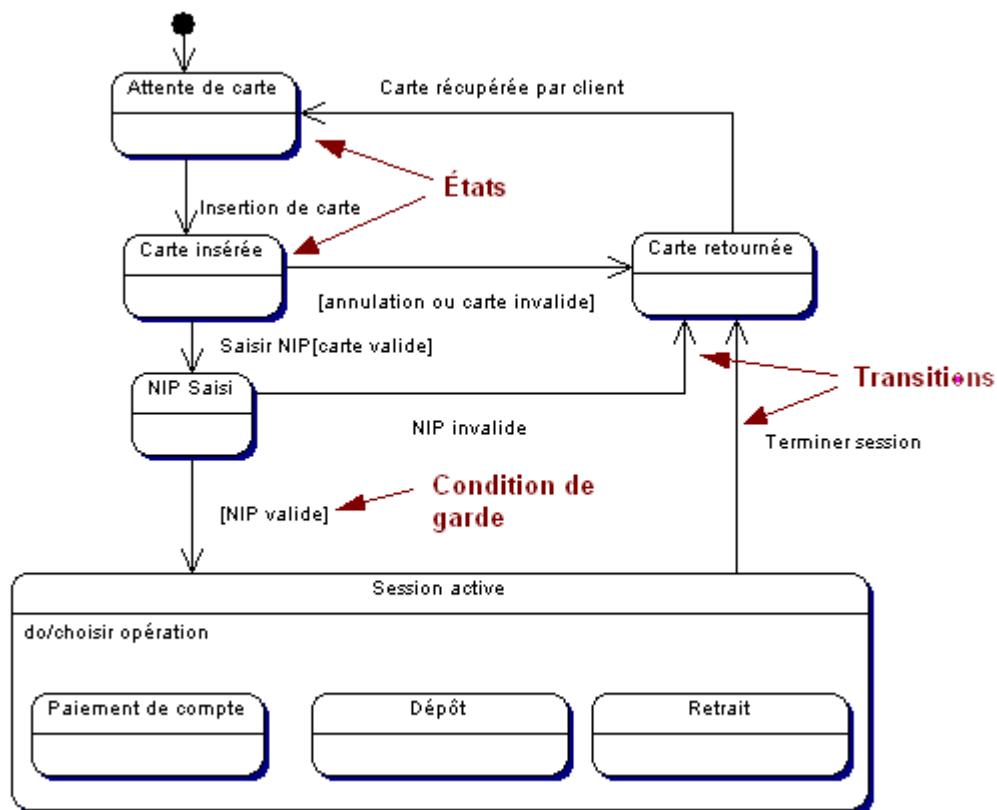 Attente de carte
Carte récupérée par client
États
Insertion de carte
Carte insérée
Carte retournée
[annulation ou carte invalide]
Saisir NIP[carte valide]
NIP Saisi
Transitions
NIP invalide
Terminer session
Condition de
garde
[NIP valide]
Session active
do/choisir opération
Paiement de compte
Dépôt
Retrait